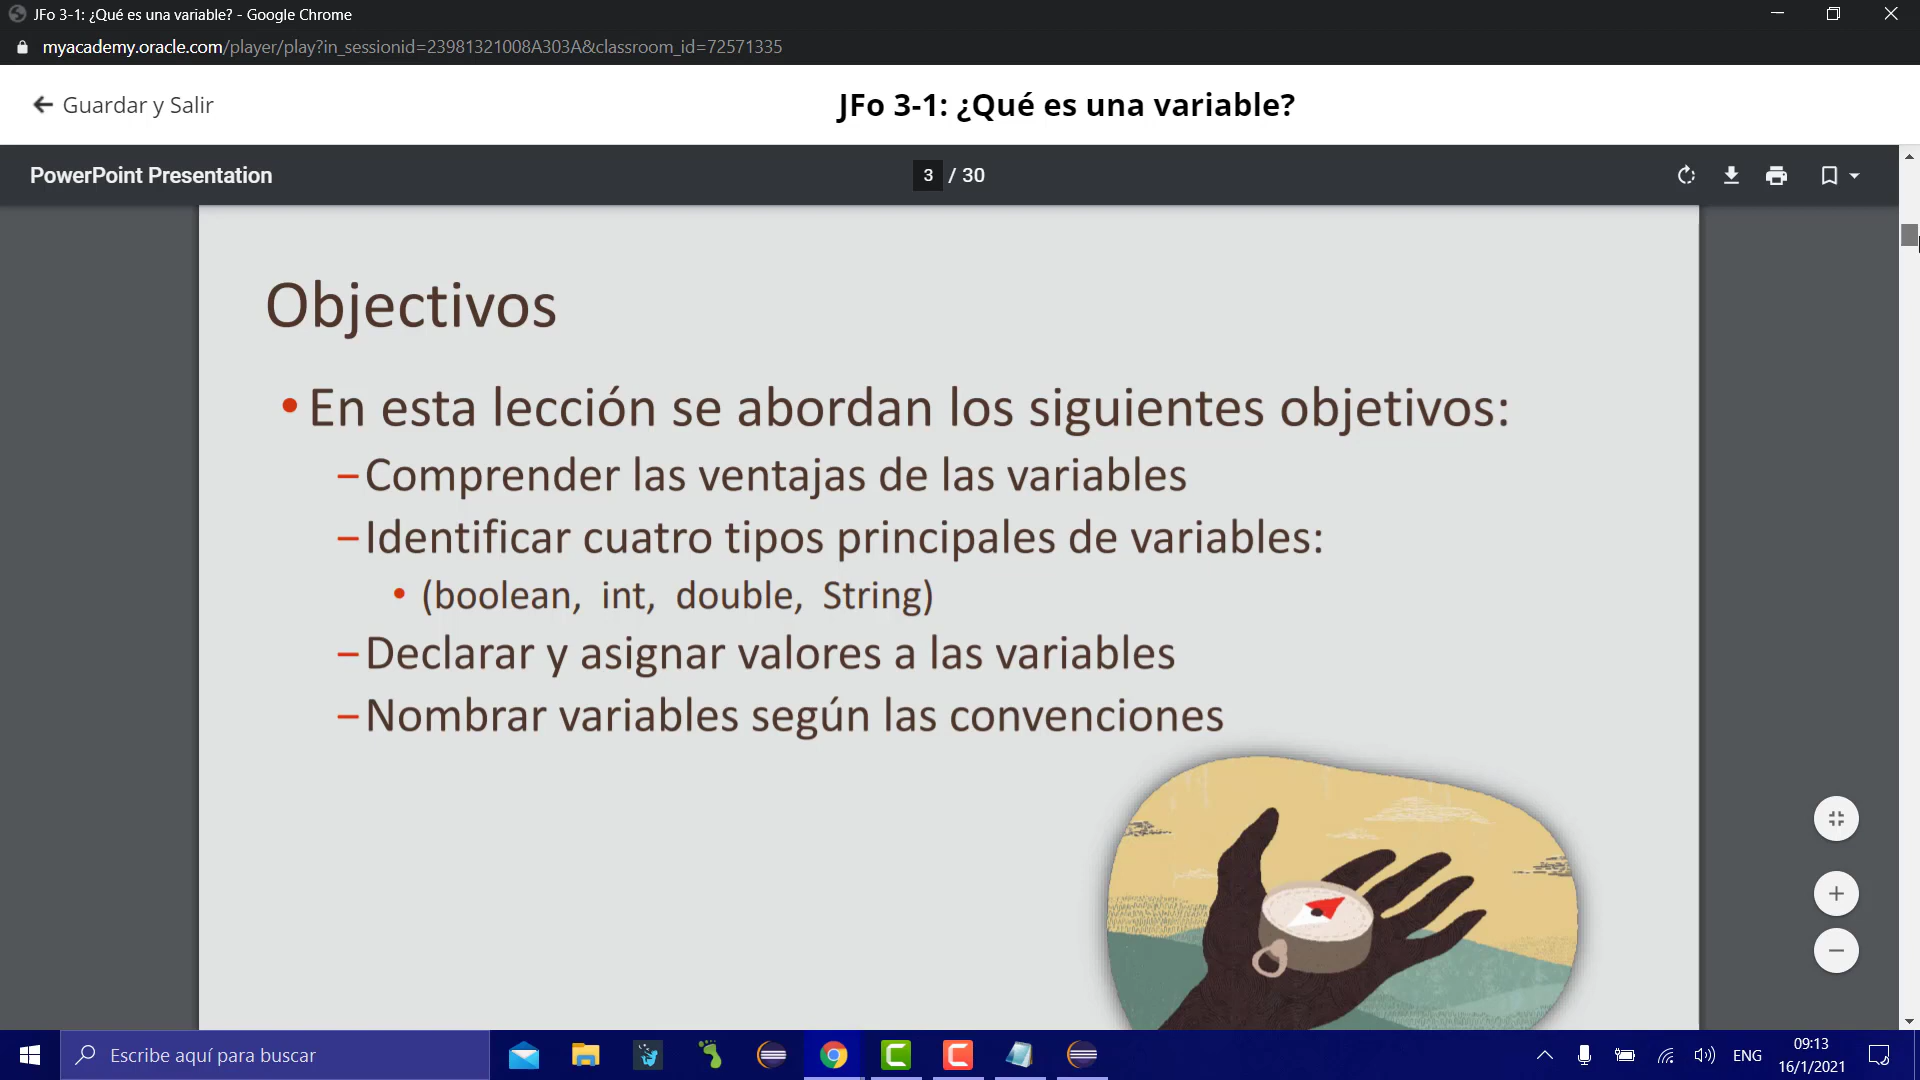 JFo 3-1: ¿Qué es una variable? - Google Chrome
myacademy.oracle.com/player/play?in_sessionid=23981321008A303A&classroom_id=72571335
Guardar y Salir
JFo 3-1: ¿Qué es una variable?
PowerPoint Presentation
3 / 30
Objectivos
• En esta lección se abordan los siguientes objetivos:
–Comprender las ventajas de las variables
–Identificar cuatro tipos principales de variables:
• (boolean, int, double, String)
–Declarar y asignar valores a las variables
–Nombrar variables según las convenciones
Escribe aquí para buscar
ENG
09:13
16/1/2021